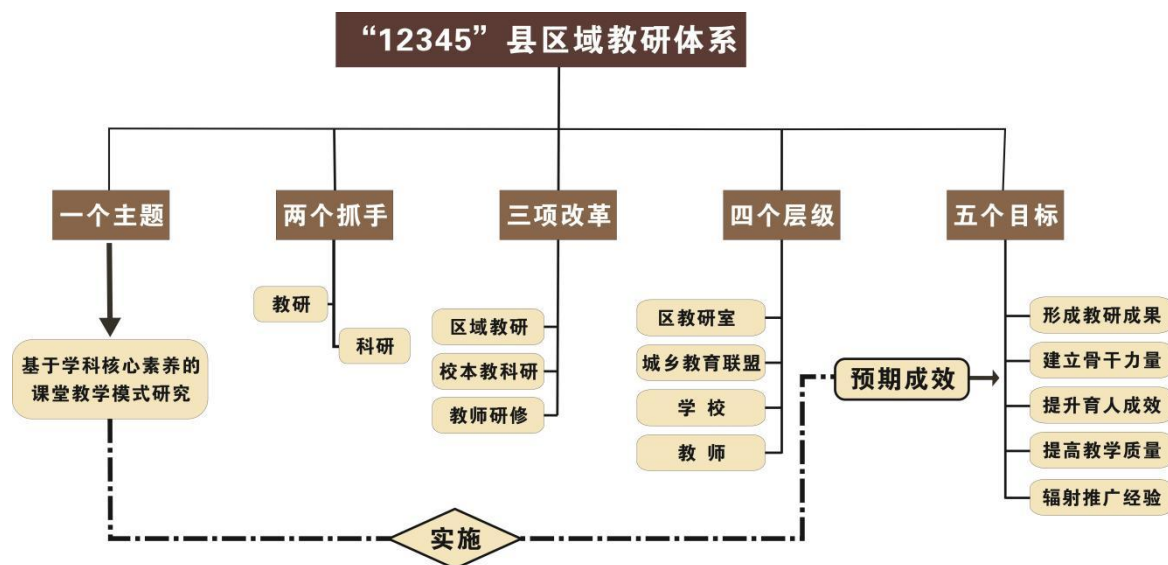 “12345”县区域教研体系
一个主题
两个抓手
三项改革
四个层级
五个目标
基于学科核心素养的
课堂教学模式研究
教研
科研
区域教研
校本教科研
教师研修
区教研室
城乡教育联盟
学 校
教 师
预期成效
形成教研成果
建立骨干力量
提升育人成效
提高教学质量
辐射推广经验
实施